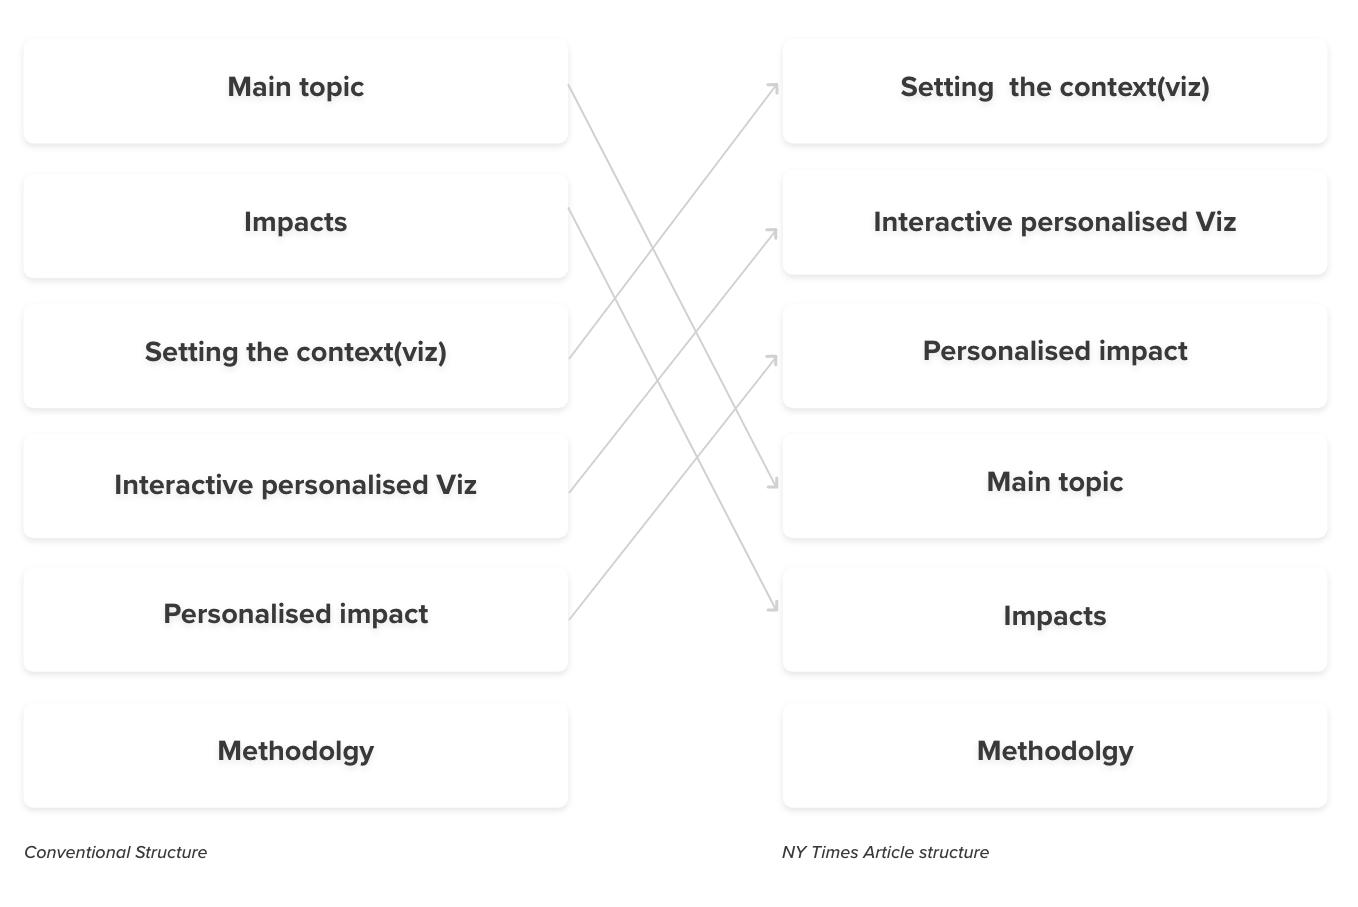 Main topic
Impacts
Setting the context(viz)
Interactive personalised Viz
Personalised impact
Methodolgy
Conventional Structure
Setting  the context(viz)
Interactive personalised Viz
Personalised impact
Main topic
Impacts
Methodolgy
NY Times Article structure